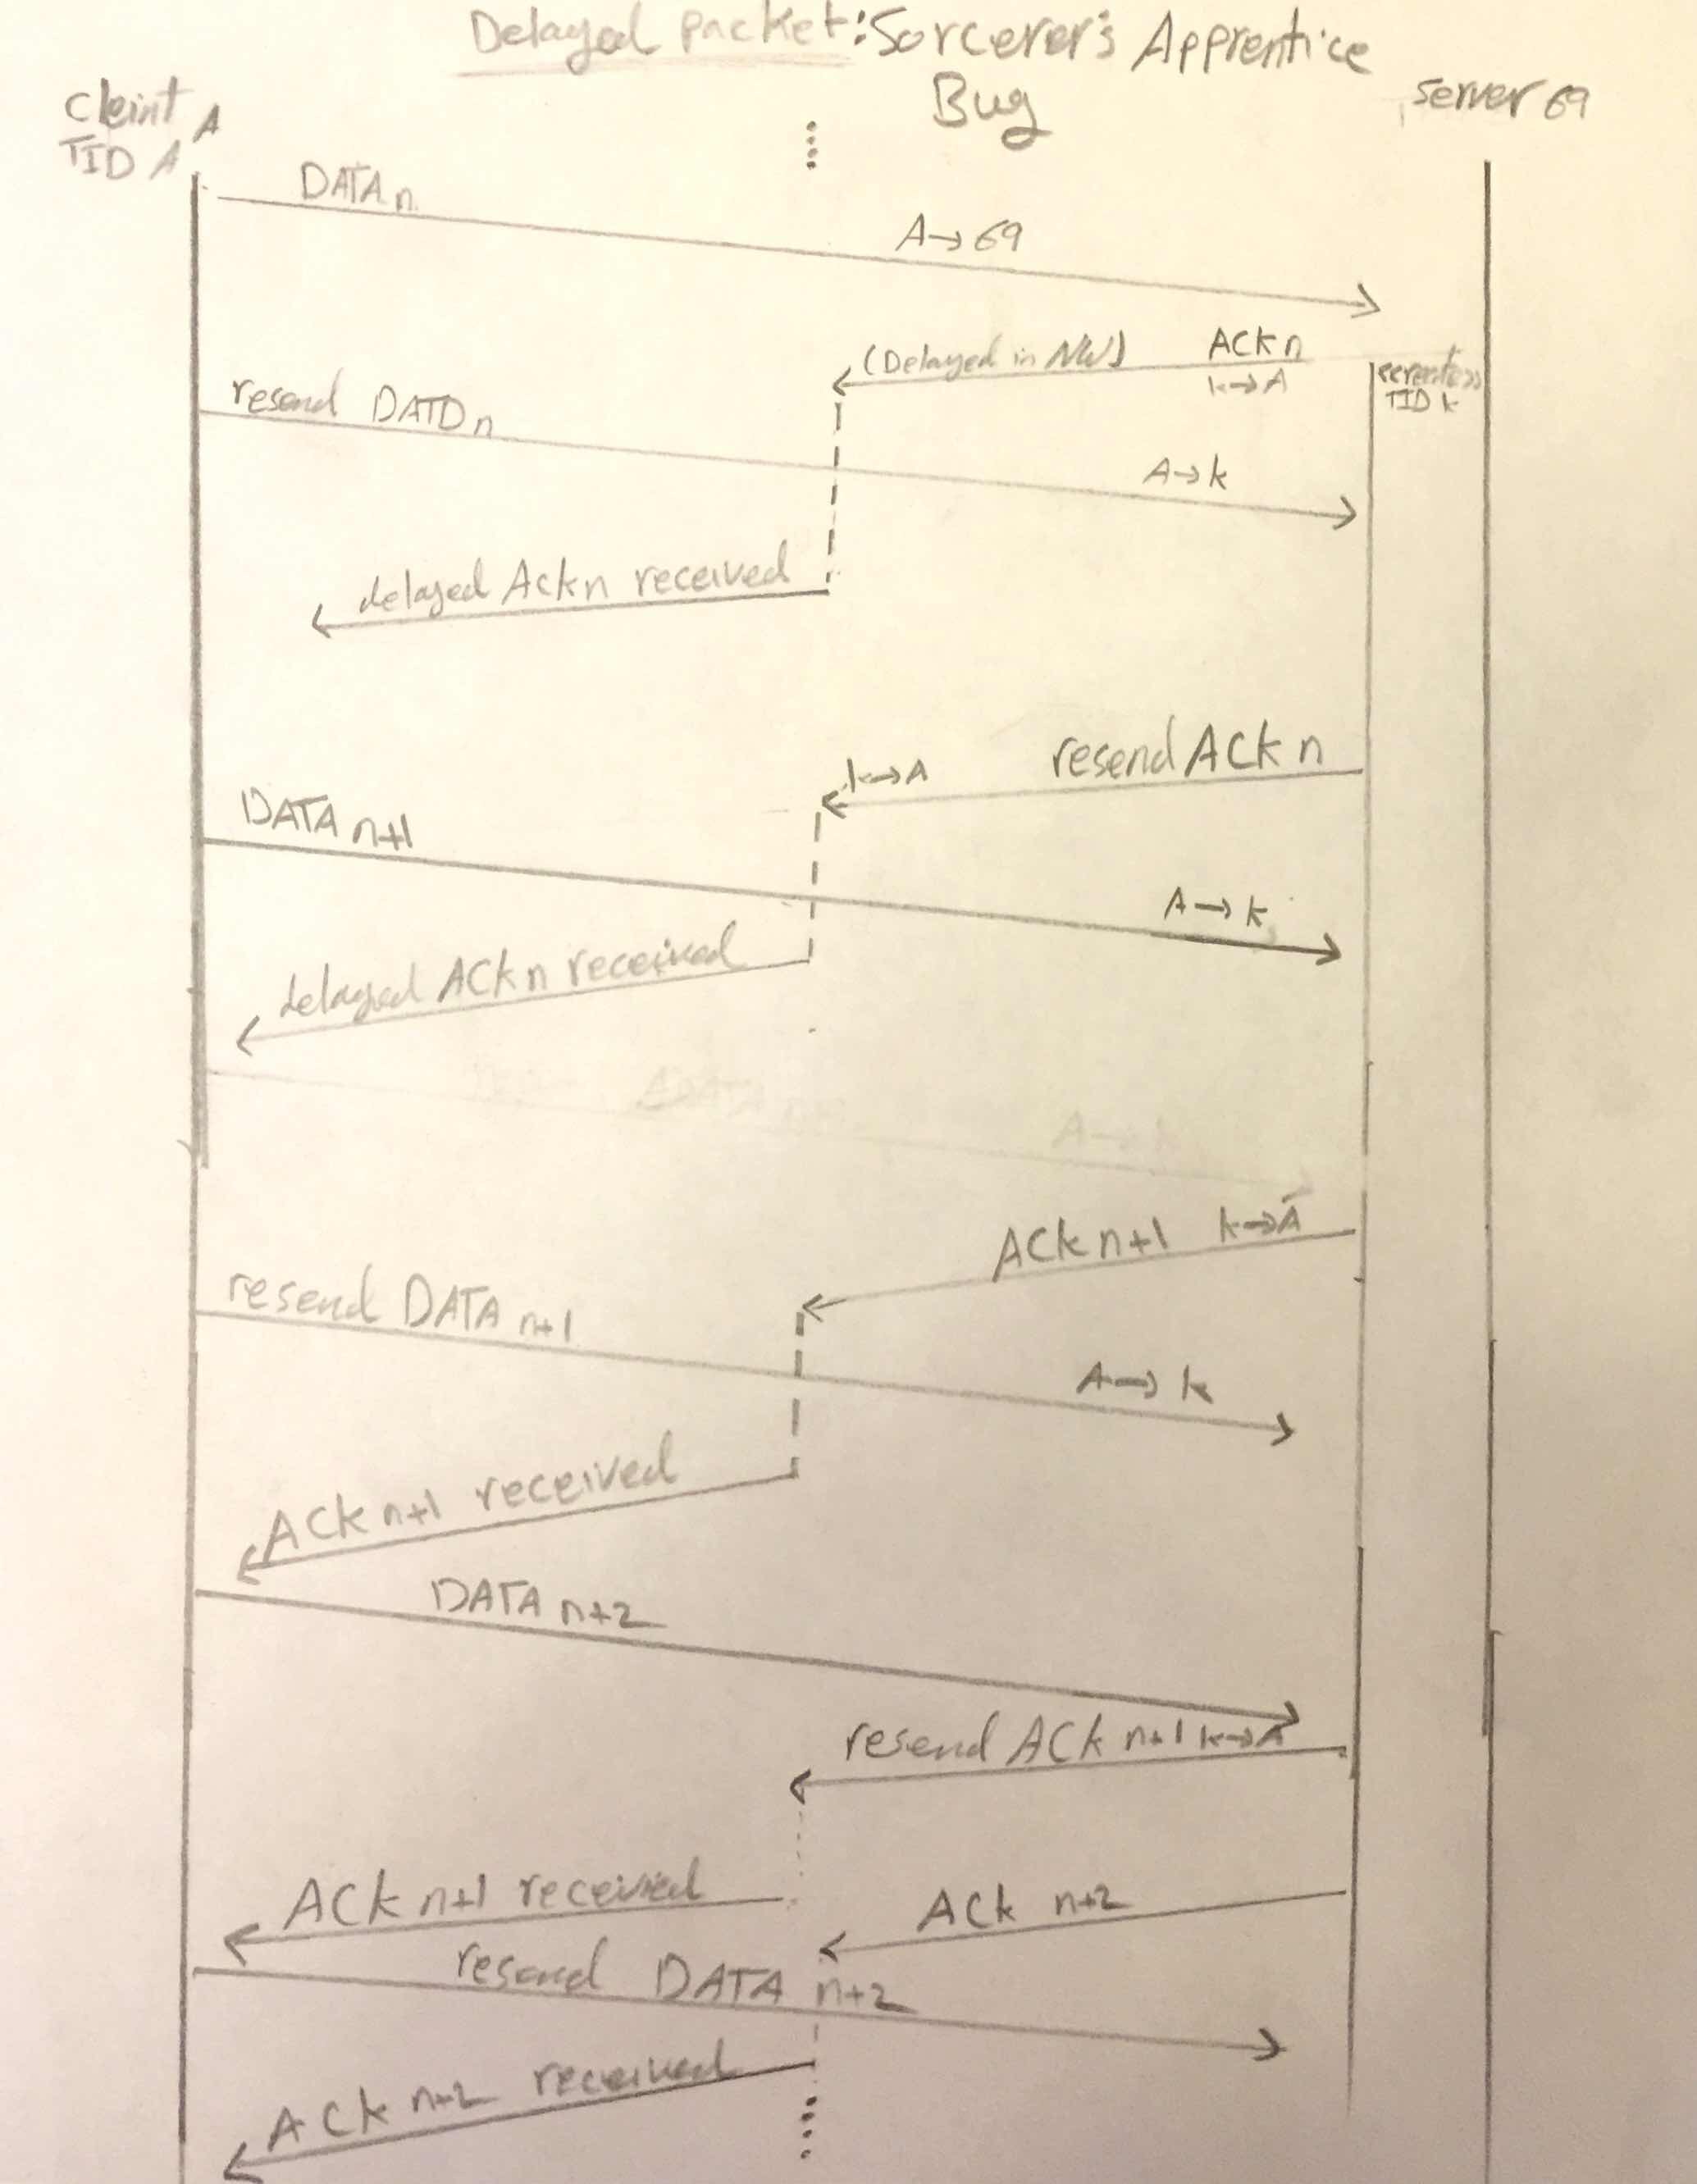 Delayed packet: Sorcerer's Apprentice
Bug
cleint A
TID A
server 69
DATA n
A→69
(Delayed in NW) ACK n
k→A
TID k
resend DATD n
A→k
delayed Ack n received
resend ACK n
k→A
DATA n+1
A→k
delayed ACK n received
ACK n+1 k→A
resend DATA n+1
A→k
ACK n+1 received
DATA n+2
resend ACK n+1 k→A
ACK n+1 received
ACK n+2
resend DATA n+2
ACK n+2 received